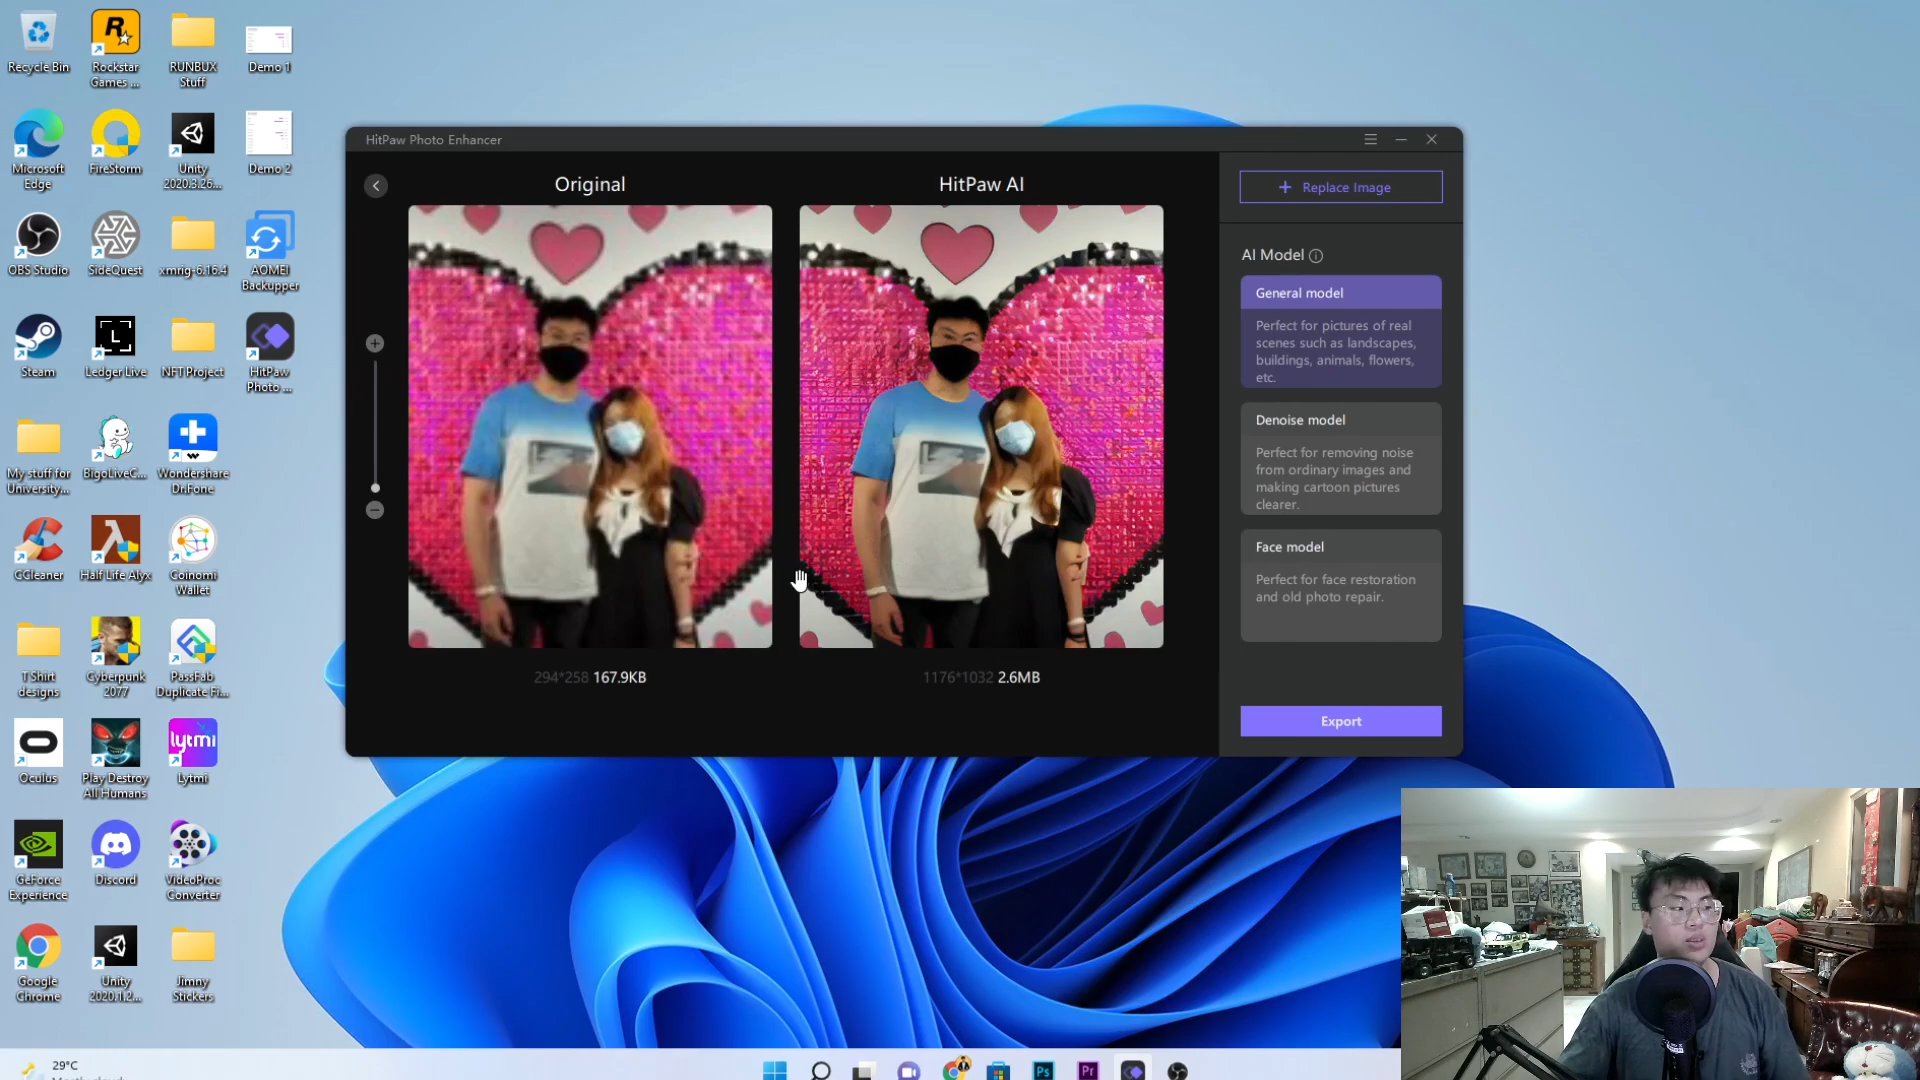 Recycle Bin
Rockstar
Games ...
RUNBUX
Stuff
Demo 1
Microsoft
Edge
FireStorm
Unity
2020.3.26...
Demo 2
OBS Studio
SideQuest
xmrig-6.16.4
AOMEI
Backupper
Steam
Ledger Live
NFT Project
HitPaw
Photo ...
My stuff for
University...
BigoLiveC...
Wondershare
Dr.Fone
CCleaner
Half Life Alyx
Coinomi
Wallet
T Shirt
designs
Cyberpunk
2077
PassFab
Duplicate Fi...
Oculus
Play Destroy
All Humans
lytmi
Lytmi
GeForce
Experience
Discord
VideoProc
Converter
Google
Chrome
Unity
2020.1.2...
Jimny
Stickers
HitPaw Photo Enhancer
Original
HitPaw AI
294*258 167.9KB
1176*1032 2.6MB
Replace Image
AI Model
General model
Perfect for pictures of real
scenes such as landscapes,
buildings, animals, flowers,
etc.
Denoise model
Perfect for removing noise
from ordinary images and
making cartoon pictures
clearer.
Face model
Perfect for face restoration
and old photo repair.
Export
29°C
Ps
Pr